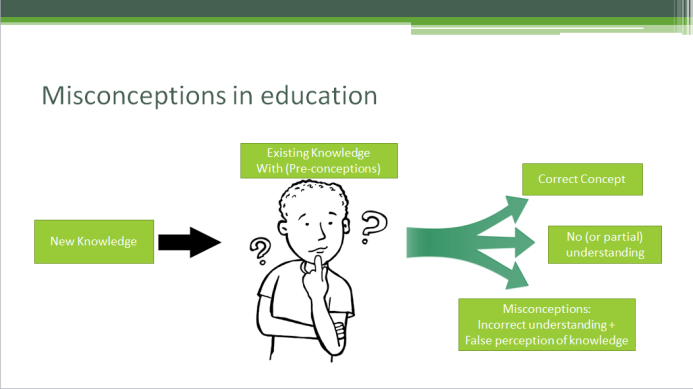 Misconceptions in education
Existing Knowledge
With (Pre-conceptions)
New Knowledge
?
?
Correct Concept
No (or partial)
understanding
Misconceptions:
Incorrect understanding +
False perception of knowledge